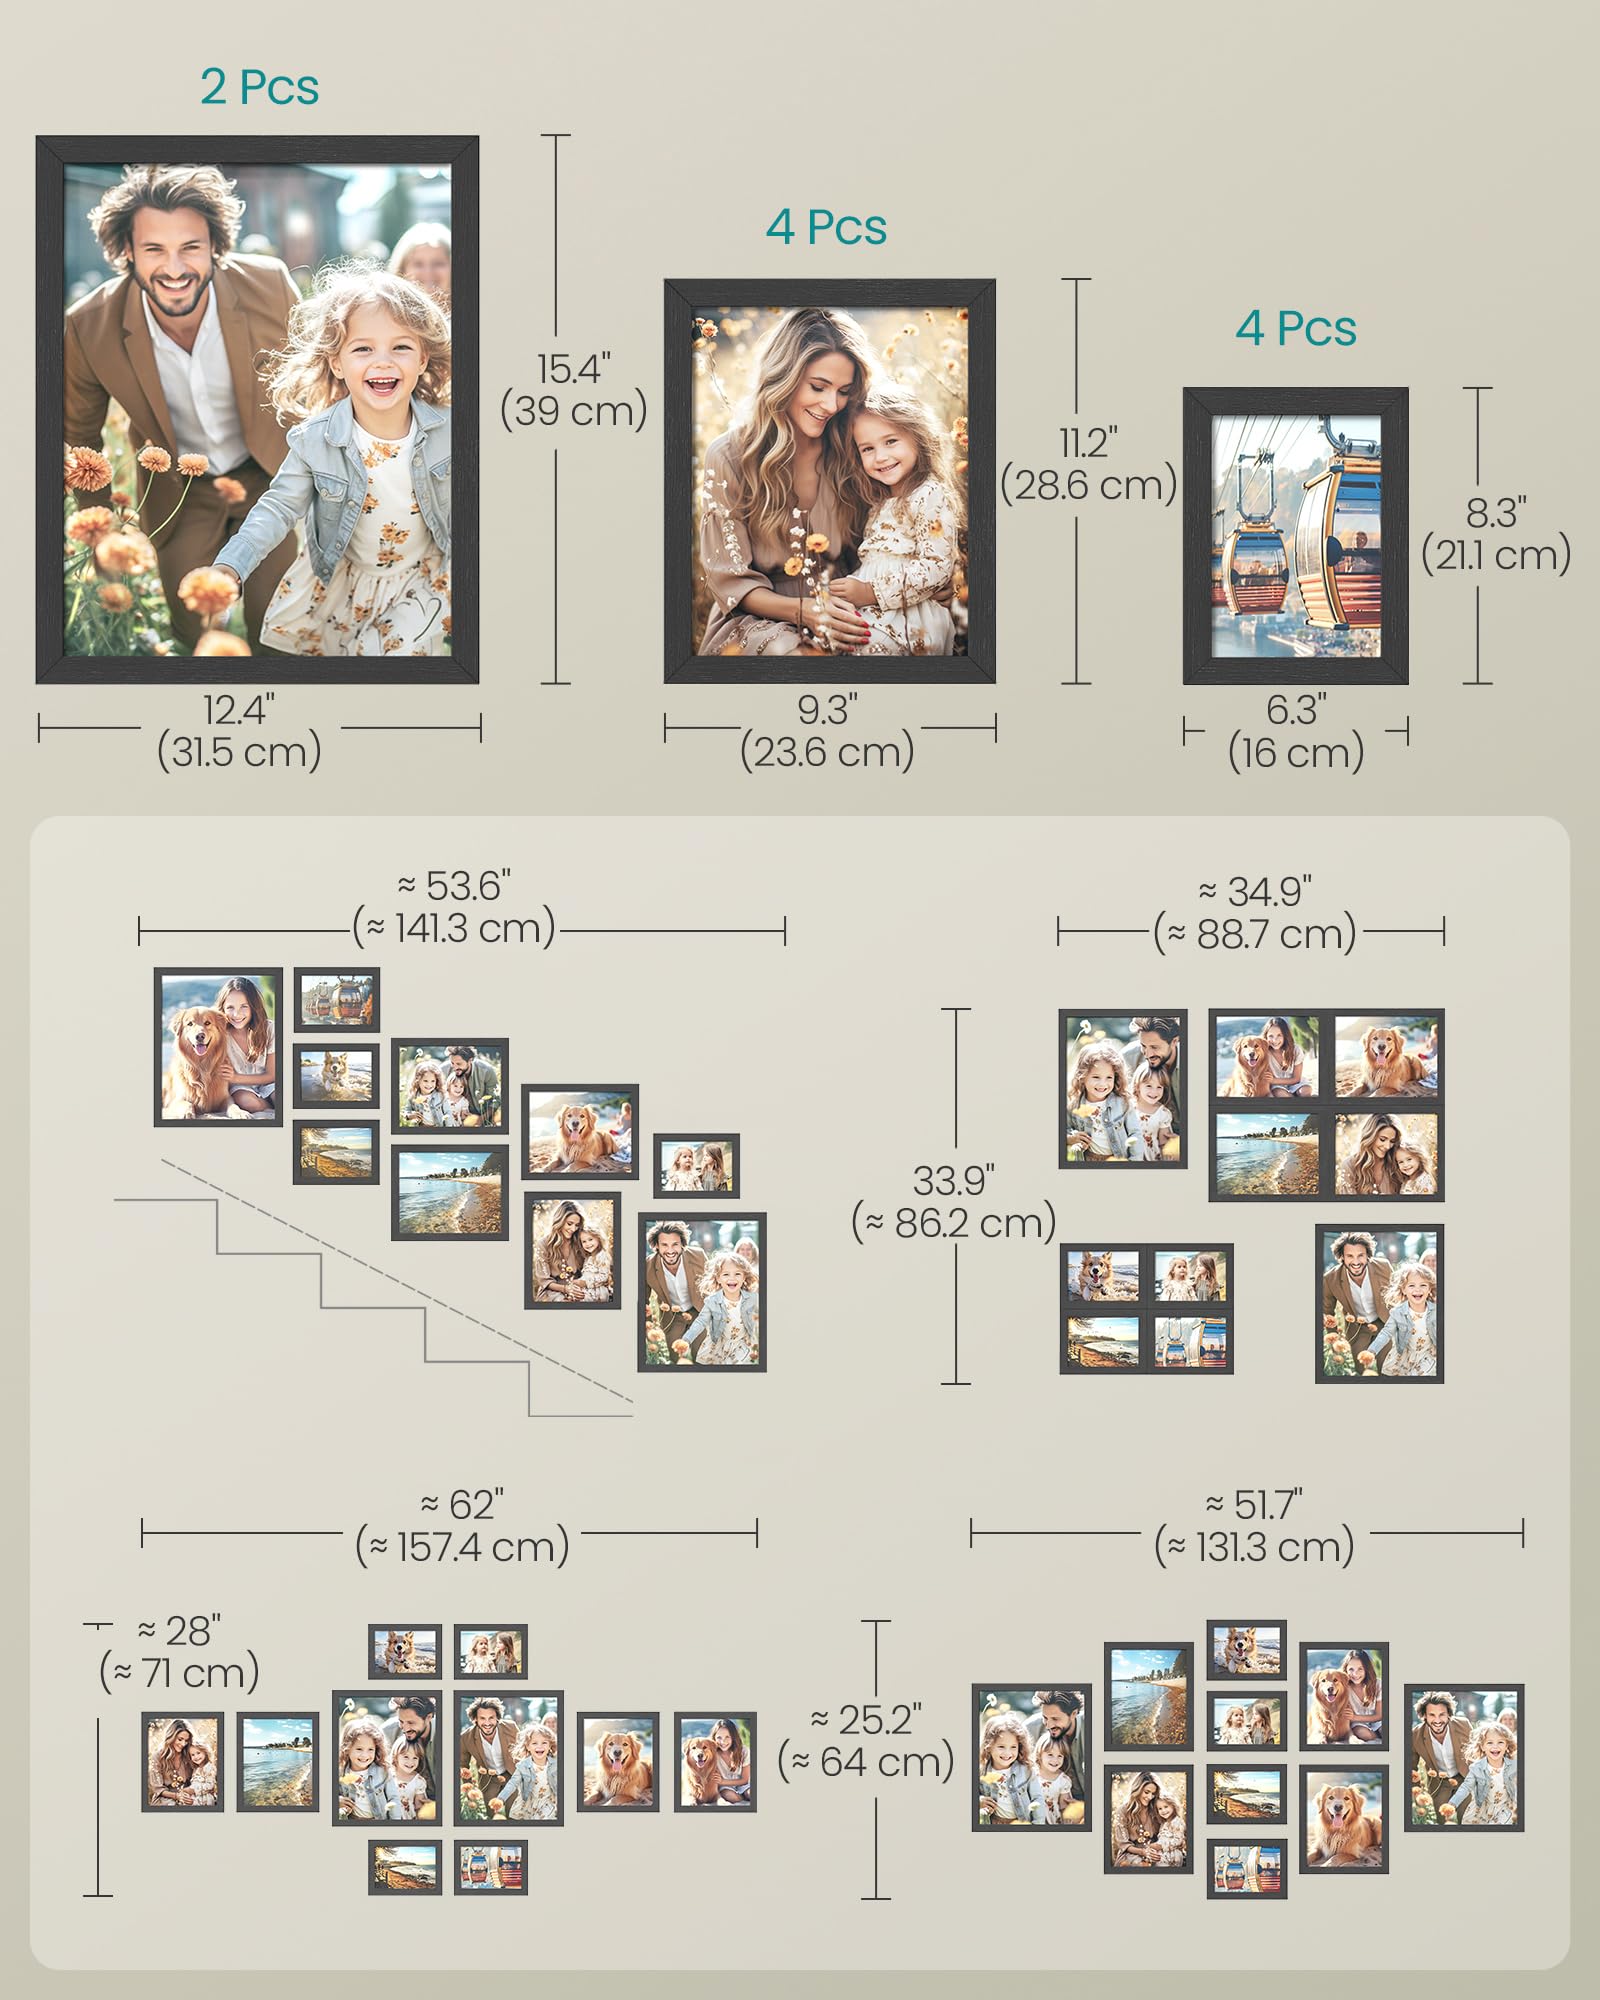 2 Pcs
15.4"
(39 cm)
12.4"
(31.5 cm)
4 Pcs
11.2"
(28.6 cm)
9.3"
(23.6 cm)
4 Pcs
8.3"
(21.1 cm)
6.3"
(16 cm)
≈ 53.6"
(≈ 141.3 cm)
≈ 34.9"
(≈ 88.7 cm)
33.9"
(≈ 86.2 cm)
≈ 62"
(≈ 157.4 cm)
≈ 28"
(≈ 71 cm)
≈ 51.7"
(≈ 131.3 cm)
≈ 25.2"
(≈ 64 cm)